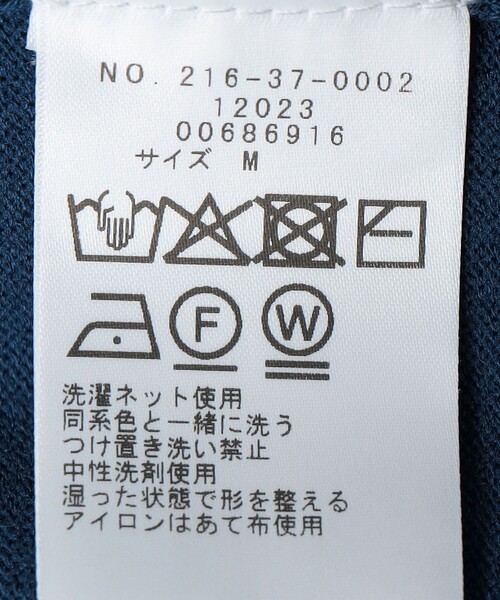 NO. 216-37-0002
12023
00686916
サイズ M
F W
洗濯ネット使用
同系色と一緒に洗う
つけ置き洗い禁止
中性洗剤使用
湿った状態で形を整える
アイロンはあて布使用